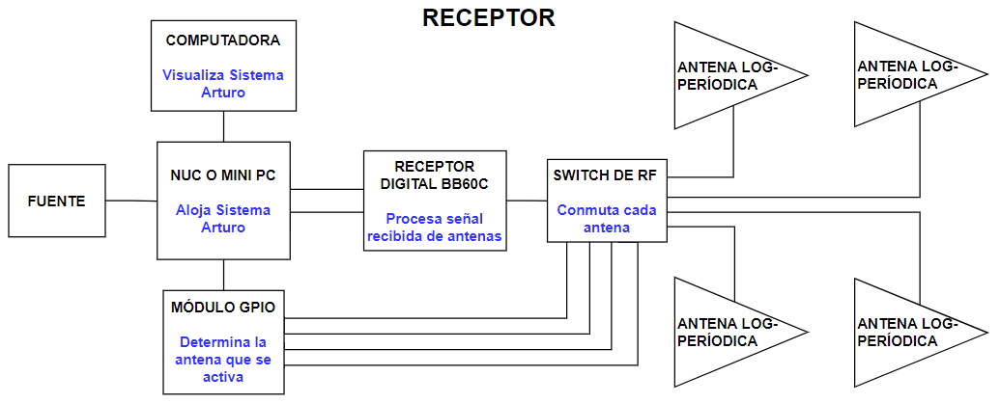 RECEPTOR
COMPUTADORA
Visualiza Sistema
Arturo
FUENTE
NUC O MINI PC
Aloja Sistema
Arturo
RECEPTOR
DIGITAL BB60C
Procesa señal
recibida de antenas
SWITCH DE RF
Conmuta cada
antena
MÓDULO GPIO
Determina la
antena que se
activa
ANTENA LOG-
PERÍODICA
ANTENA LOG-
PERÍODICA
ANTENA LOG-
PERÍODICA
ANTENA LOG-
PERÍODICA